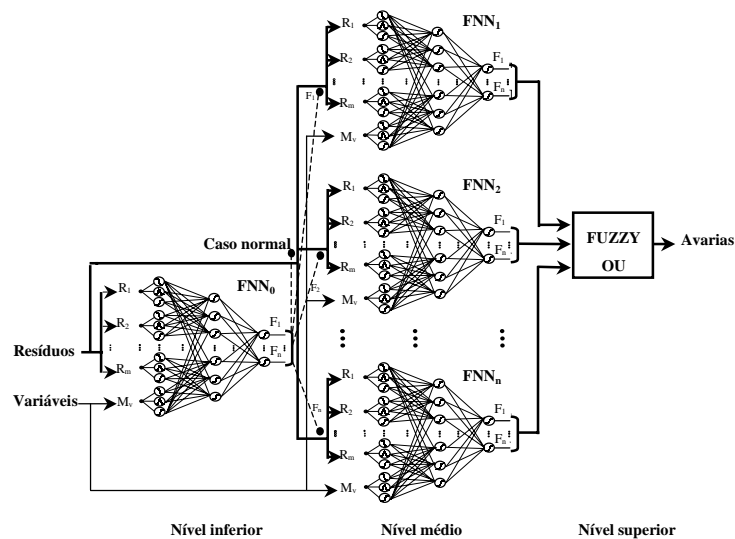 FNN1
R1
R2
Rm
Mv
F1
Fn
F1
FNN2
R1
R2
Rm
Mv
F1
Fn
F2
Caso normal
FNN0
R1
R2
Rm
Mv
F1
Fn
Resíduos
Variáveis
FUZZY
OU
Avarias
FNNn
R1
R2
Rm
Mv
F1
Fn
Fn
Nível inferior
Nível médio
Nível superior